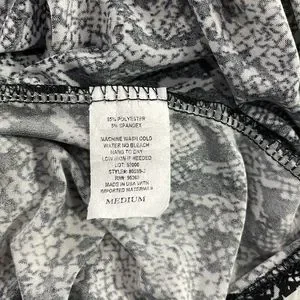 95% POLYESTER
5% SPANDEX
MACHINE WASH COLD
WATER NO BLEACH
HANG TO DRY
LOW IRON IF NEEDED
MADE IN USA WITH
IMPORTED MATERIALS
MEDIUM